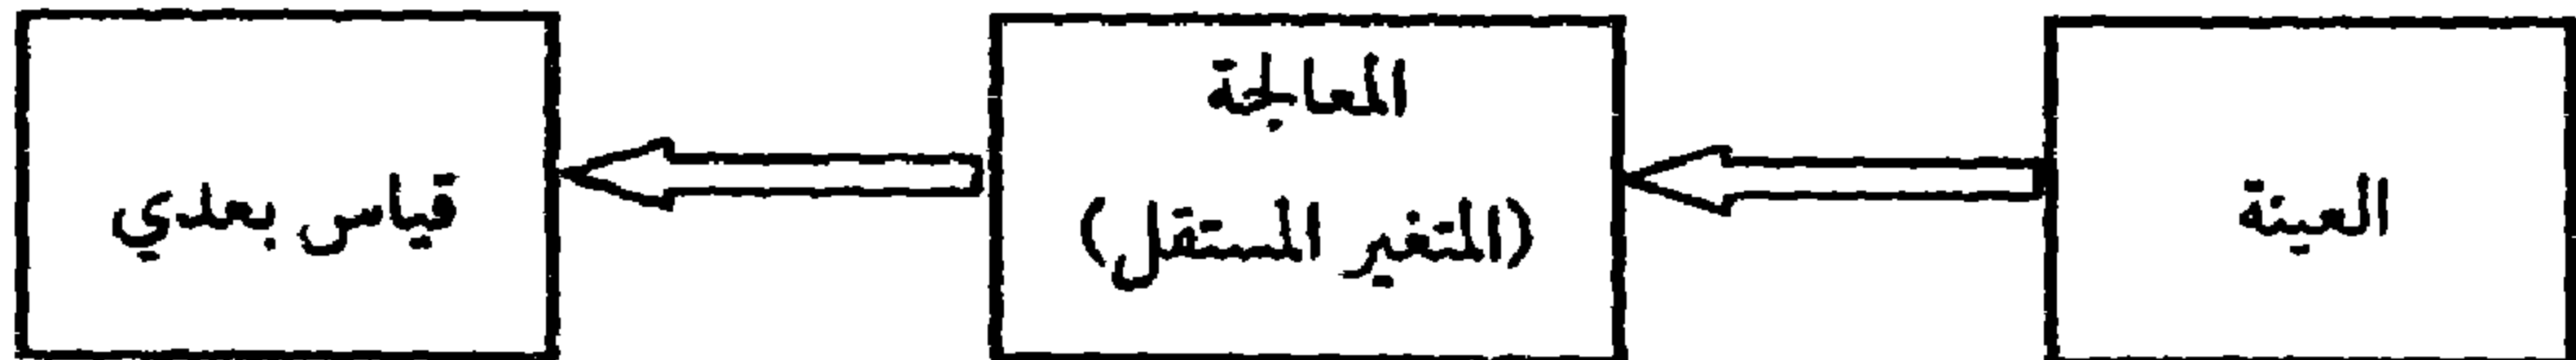 العينة
المعالجة
(المتغير المستقل)
قياس بعدي